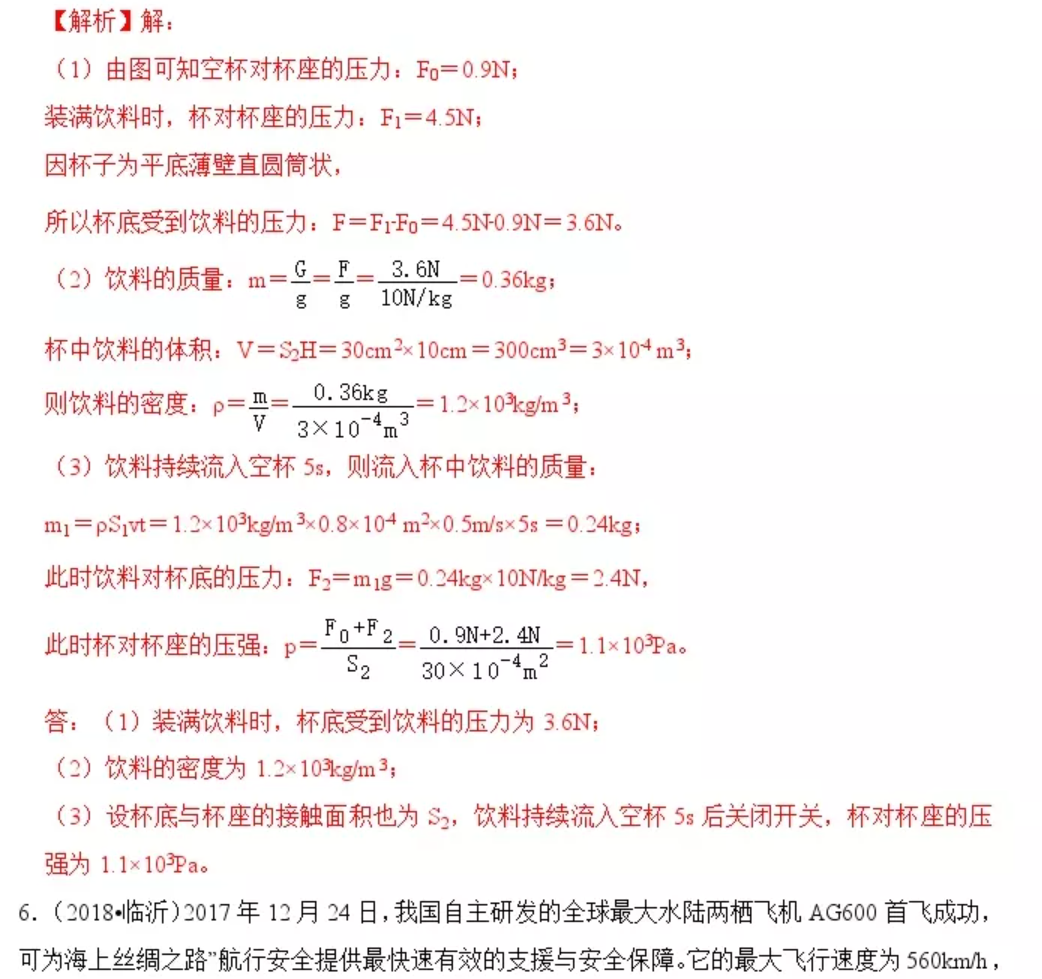 【解析】解：
（1）由图可知空杯对杯座的压力：F₀＝0.9N；
装满饮料时，杯对杯座的压力：F₁＝4.5N；
因杯子为平底薄壁直圆筒状，
所以杯底受到饮料的压力：F＝F₁-F₀＝4.5N-0.9N＝3.6N。
（2）饮料的质量：m＝G/g＝F/g＝3.6N/10N/kg＝0.36kg；
杯中饮料的体积：V＝S₂H＝30cm²×10cm＝300cm³＝3×10⁻⁴m³；
则饮料的密度：ρ＝m/V＝0.36kg/3×10⁻⁴m³＝1.2×10³kg/m³；
（3）饮料持续流入空杯 5s，则流入杯中饮料的质量：
m₁＝ρS₁vt＝1.2×10³kg/m³×0.8×10⁻⁴m²×0.5m/s×5s＝0.24kg；
此时饮料对杯底的压力：F₂＝m₁g＝0.24kg×10N/kg＝2.4N，
此时杯对杯座的压强：p＝F₀+F₂/S₂＝0.9N+2.4N/30×10⁻⁴m²＝1.1×10³Pa。
答：（1）装满饮料时，杯底受到饮料的压力为 3.6N；
（2）饮料的密度为 1.2×10³kg/m³；
（3）设杯底与杯座的接触面积也为 S₂，饮料持续流入空杯 5s 后关闭开关，杯对杯座的压
强为 1.1×10³Pa。
6.（2018•临沂）2017 年 12 月 24 日，我国自主研发的全球最大水陆两栖飞机 AG600 首飞成功，
可为海上丝绸之路”航行安全提供最快速有效的支援与安全保障。它的最大飞行速度为 560km/h，